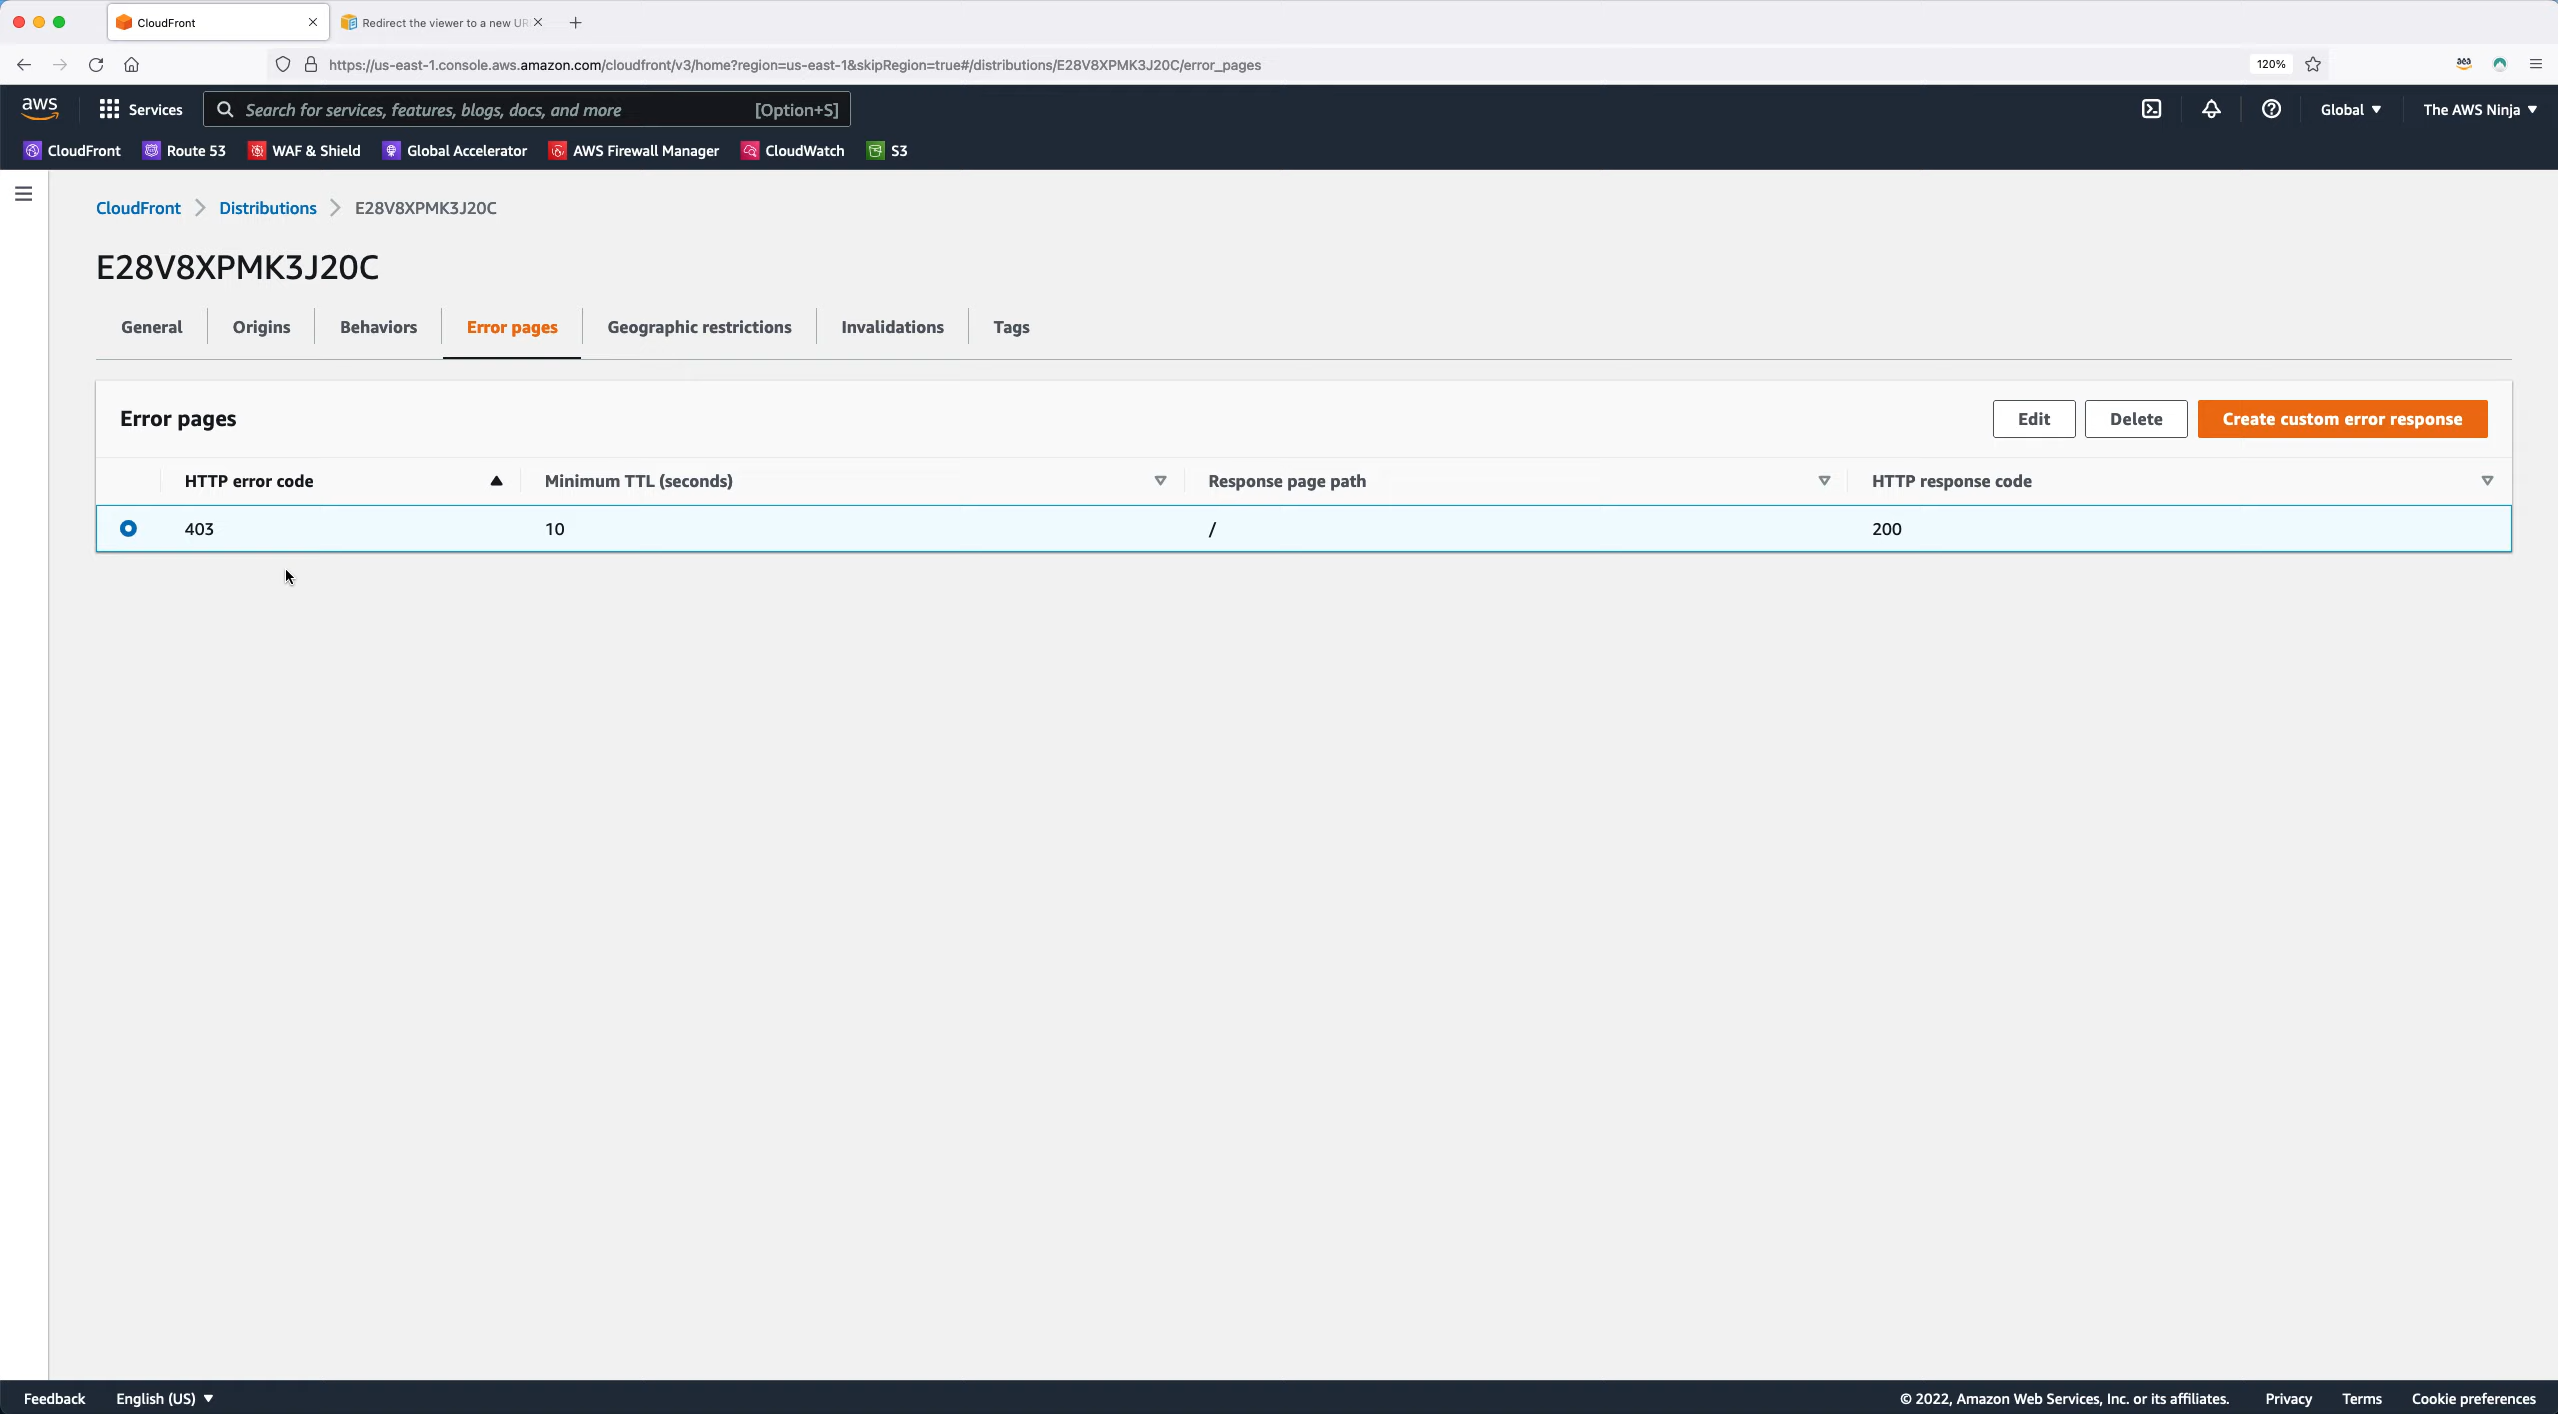 CloudFront
Redirect the viewer to a new UR
https://us-east-1.console.aws.amazon.com/cloudfront/v3/home?region=us-east-1&skipRegion=true#/distributions/E28V8XPMK3J20C/error_pages
120%
aws
Services
Search for services, features, blogs, docs, and more
[Option+S]
Global
The AWS Ninja
CloudFront
Route 53
WAF & Shield
Global Accelerator
AWS Firewall Manager
CloudWatch
S3
CloudFront
Distributions
E28V8XPMK3J20C
E28V8XPMK3J20C
General
Origins
Behaviors
Error pages
Geographic restrictions
Invalidations
Tags
Error pages
Edit
Delete
Create custom error response
HTTP error code
Minimum TTL (seconds)
Response page path
HTTP response code
403
10
/
200
Feedback
English (US)
© 2022, Amazon Web Services, Inc. or its affiliates.
Privacy
Terms
Cookie preferences